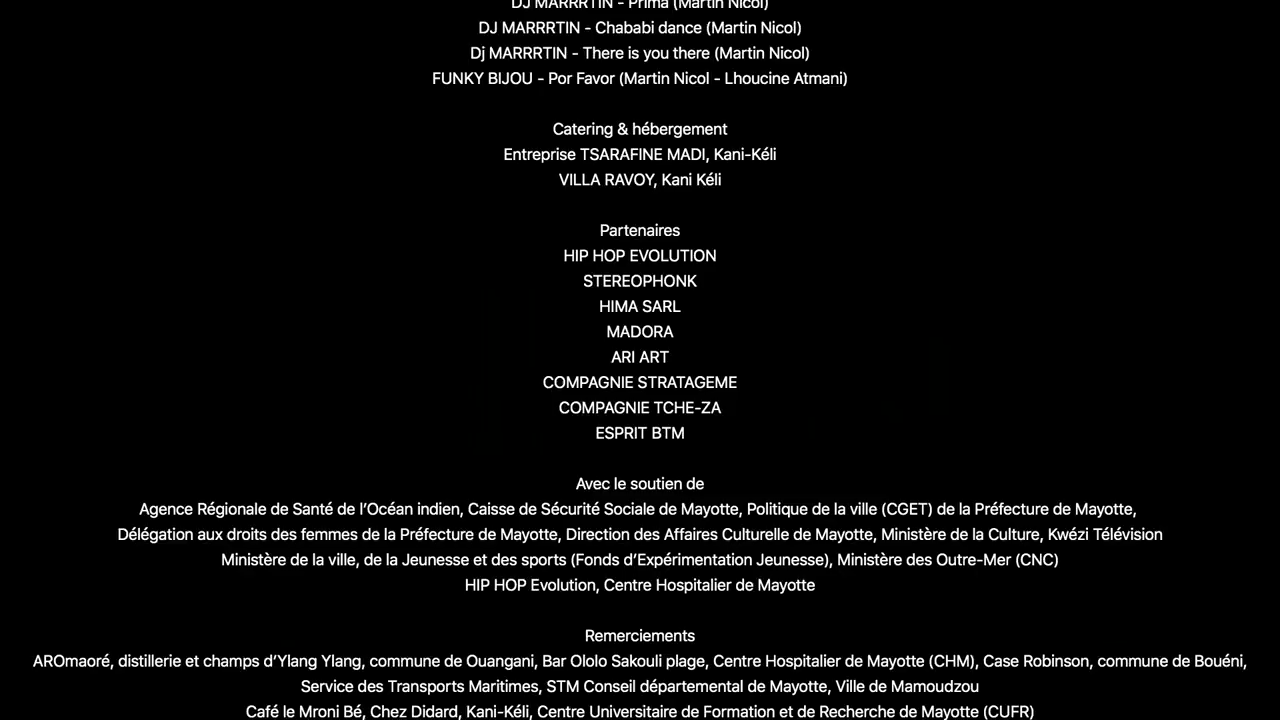 DJ MARRRTIN - Prima (Martin Nicol)
DJ MARRRTIN - Chababi dance (Martin Nicol)
Dj MARRRTIN - There is you there (Martin Nicol)
FUNKY BIJOU - Por Favor (Martin Nicol - Lhoucine Atmani)
Catering & hébergement
Entreprise TSARAFINE MADI, Kani-Kéli
VILLA RAVOY, Kani Kéli
Partenaires
HIP HOP EVOLUTION
STEREOPHONK
HIMA SARL
MADORA
ARI ART
COMPAGNIE STRATAGEME
COMPAGNIE TCHE-ZA
ESPRIT BTM
Avec le soutien de
Agence Régionale de Santé de l’Océan indien, Caisse de Sécurité Sociale de Mayotte, Politique de la ville (CGET) de la Préfecture de Mayotte,
Délégation aux droits des femmes de la Préfecture de Mayotte, Direction des Affaires Culturelle de Mayotte, Ministère de la Culture, Kwézi Télévision
Ministère de la ville, de la Jeunesse et des sports (Fonds d’Expérimentation Jeunesse), Ministère des Outre-Mer (CNC)
HIP HOP Evolution, Centre Hospitalier de Mayotte
Remerciements
AROmaoré, distillerie et champs d’Ylang Ylang, commune de Ouangani, Bar Ololo Sakouli plage, Centre Hospitalier de Mayotte (CHM), Case Robinson, commune de Bouéni,
Service des Transports Maritimes, STM Conseil départemental de Mayotte, Ville de Mamoudzou
Café le Mroni Bé, Chez Didard, Kani-Kéli, Centre Universitaire de Formation et de Recherche de Mayotte (CUFR)